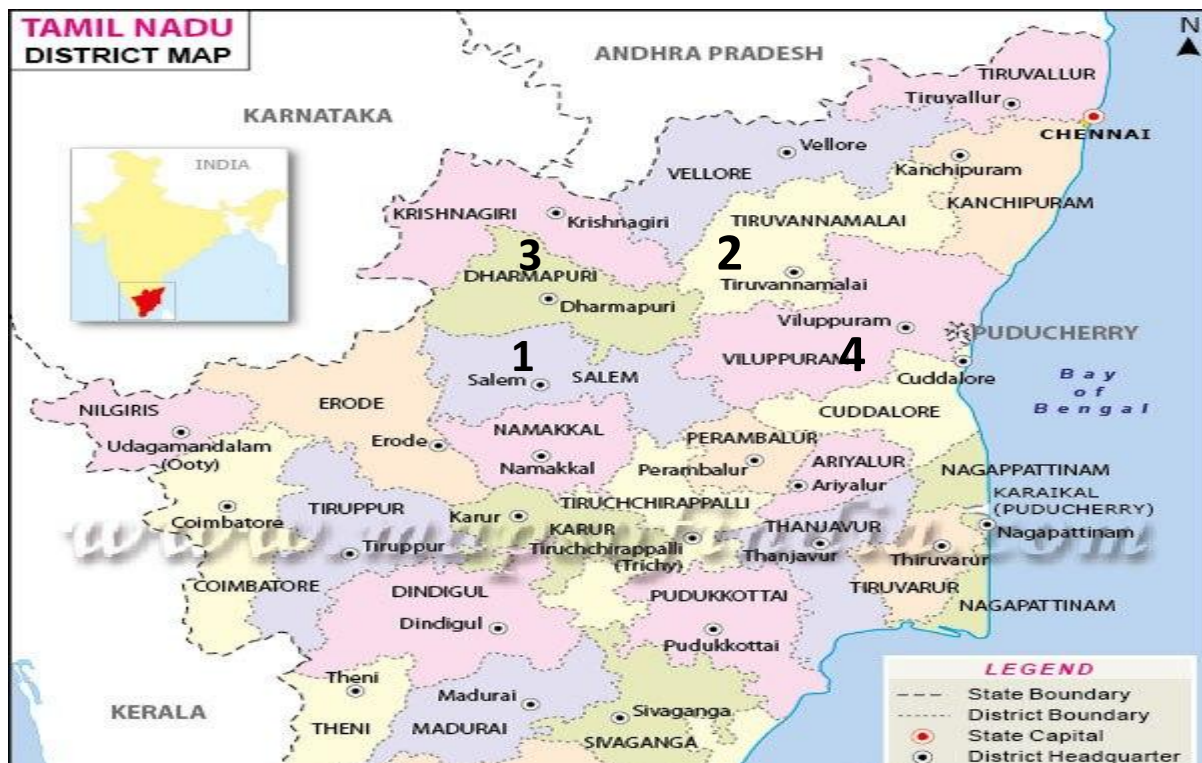 TAMIL NADU
DISTRICT MAP
N
ANDHRA PRADESH
KARNATAKA
INDIA
TIRUVALLUR
Tiruvallur
CHENNAI
Vellore
VELLORE
Kanchipuram
KANCHIPURAM
KRISHNAGIRI
Krishnagiri
TIRUVANNAMALAI
3
2
DHARMAPURI
Tiruvannamalai
Dharmapuri
Viluppuram
PUDUCHERRY
1
VILUPPURAM
4
Salem
SALEM
Cuddalore
Bay
of
Bengal
NILGIRIS
ERODE
CUDDALORE
Udagamandalam
(Ooty)
Erode
NAMAKKAL
Namakkal
PERAMBALUR
Perambalur
ARIYALUR
Ariyalur
NAGAPPATTINAM
KARAIKAL
(PUDUCHERRY)
Coimbatore
TIRUPPUR
Karur
TIRUCHCHIRAPPALLI
KARUR
THANJAVUR
Nagapattinam
www.mapsofindia.com
Tiruppur
Tiruchchirappalli
(Trichy)
Thanjavur
Thiruvarur
COIMBATORE
DINDIGUL
PUDUKKOTTAI
TIRUVARUR
NAGAPATTINAM
Dindigul
Pudukkottai
Theni
Madurai
Sivaganga
KERALA
THENI
MADURAI
SIVAGANGA
LEGEND
State Boundary
District Boundary
State Capital
District Headquarter